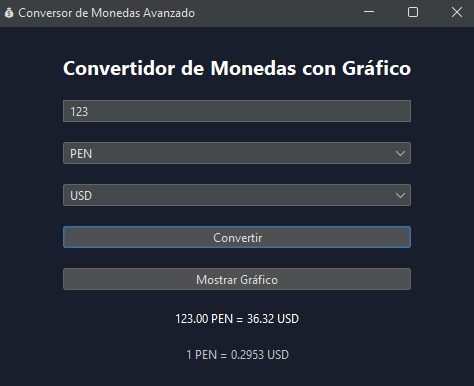 Conversor de Monedas Avanzado
Convertidor de Monedas con Gráfico
123
PEN
USD
Convertir
Mostrar Gráfico
123.00 PEN = 36.32 USD
1 PEN = 0.2953 USD